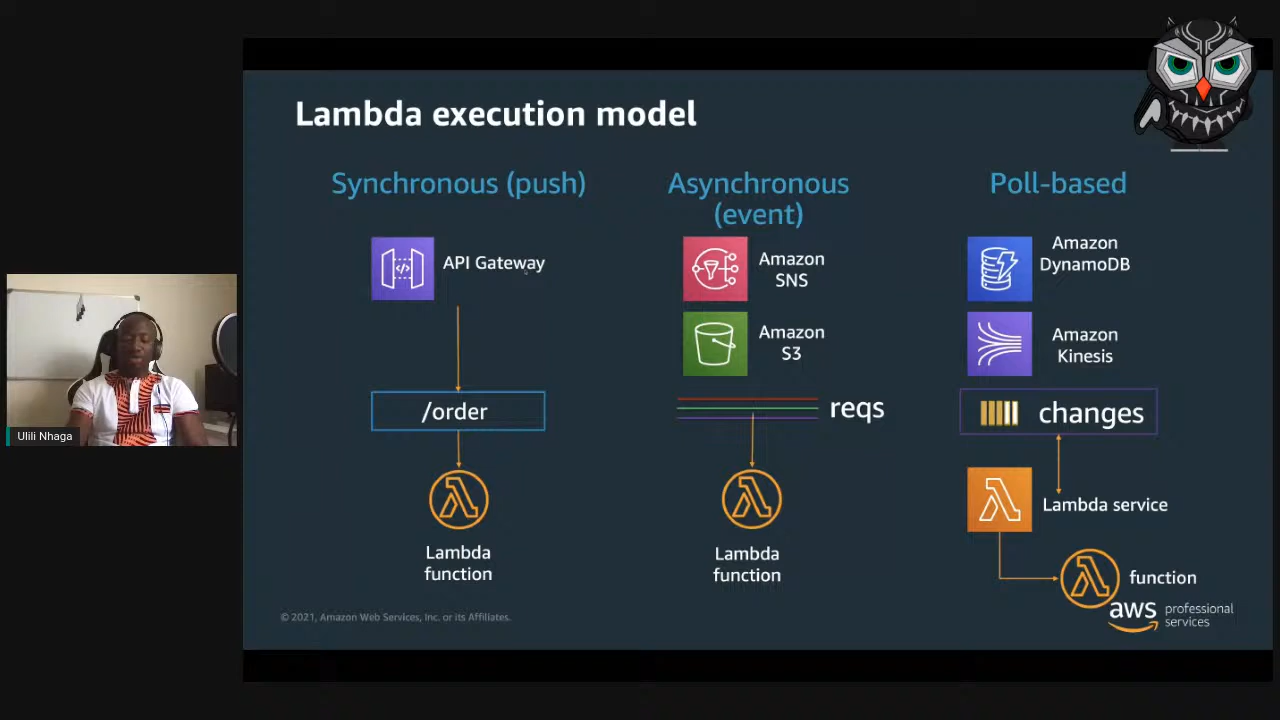 Lambda execution model
Synchronous (push)
API Gateway
/order
Lambda
function
Asynchronous
(event)
Amazon
SNS
Amazon
S3
reqs
Lambda
function
Poll-based
Amazon
DynamoDB
Amazon
Kinesis
changes
Lambda service
function
© 2021, Amazon Web Services, Inc. or its Affiliates.
aws professional
services
Ulili Nhaga